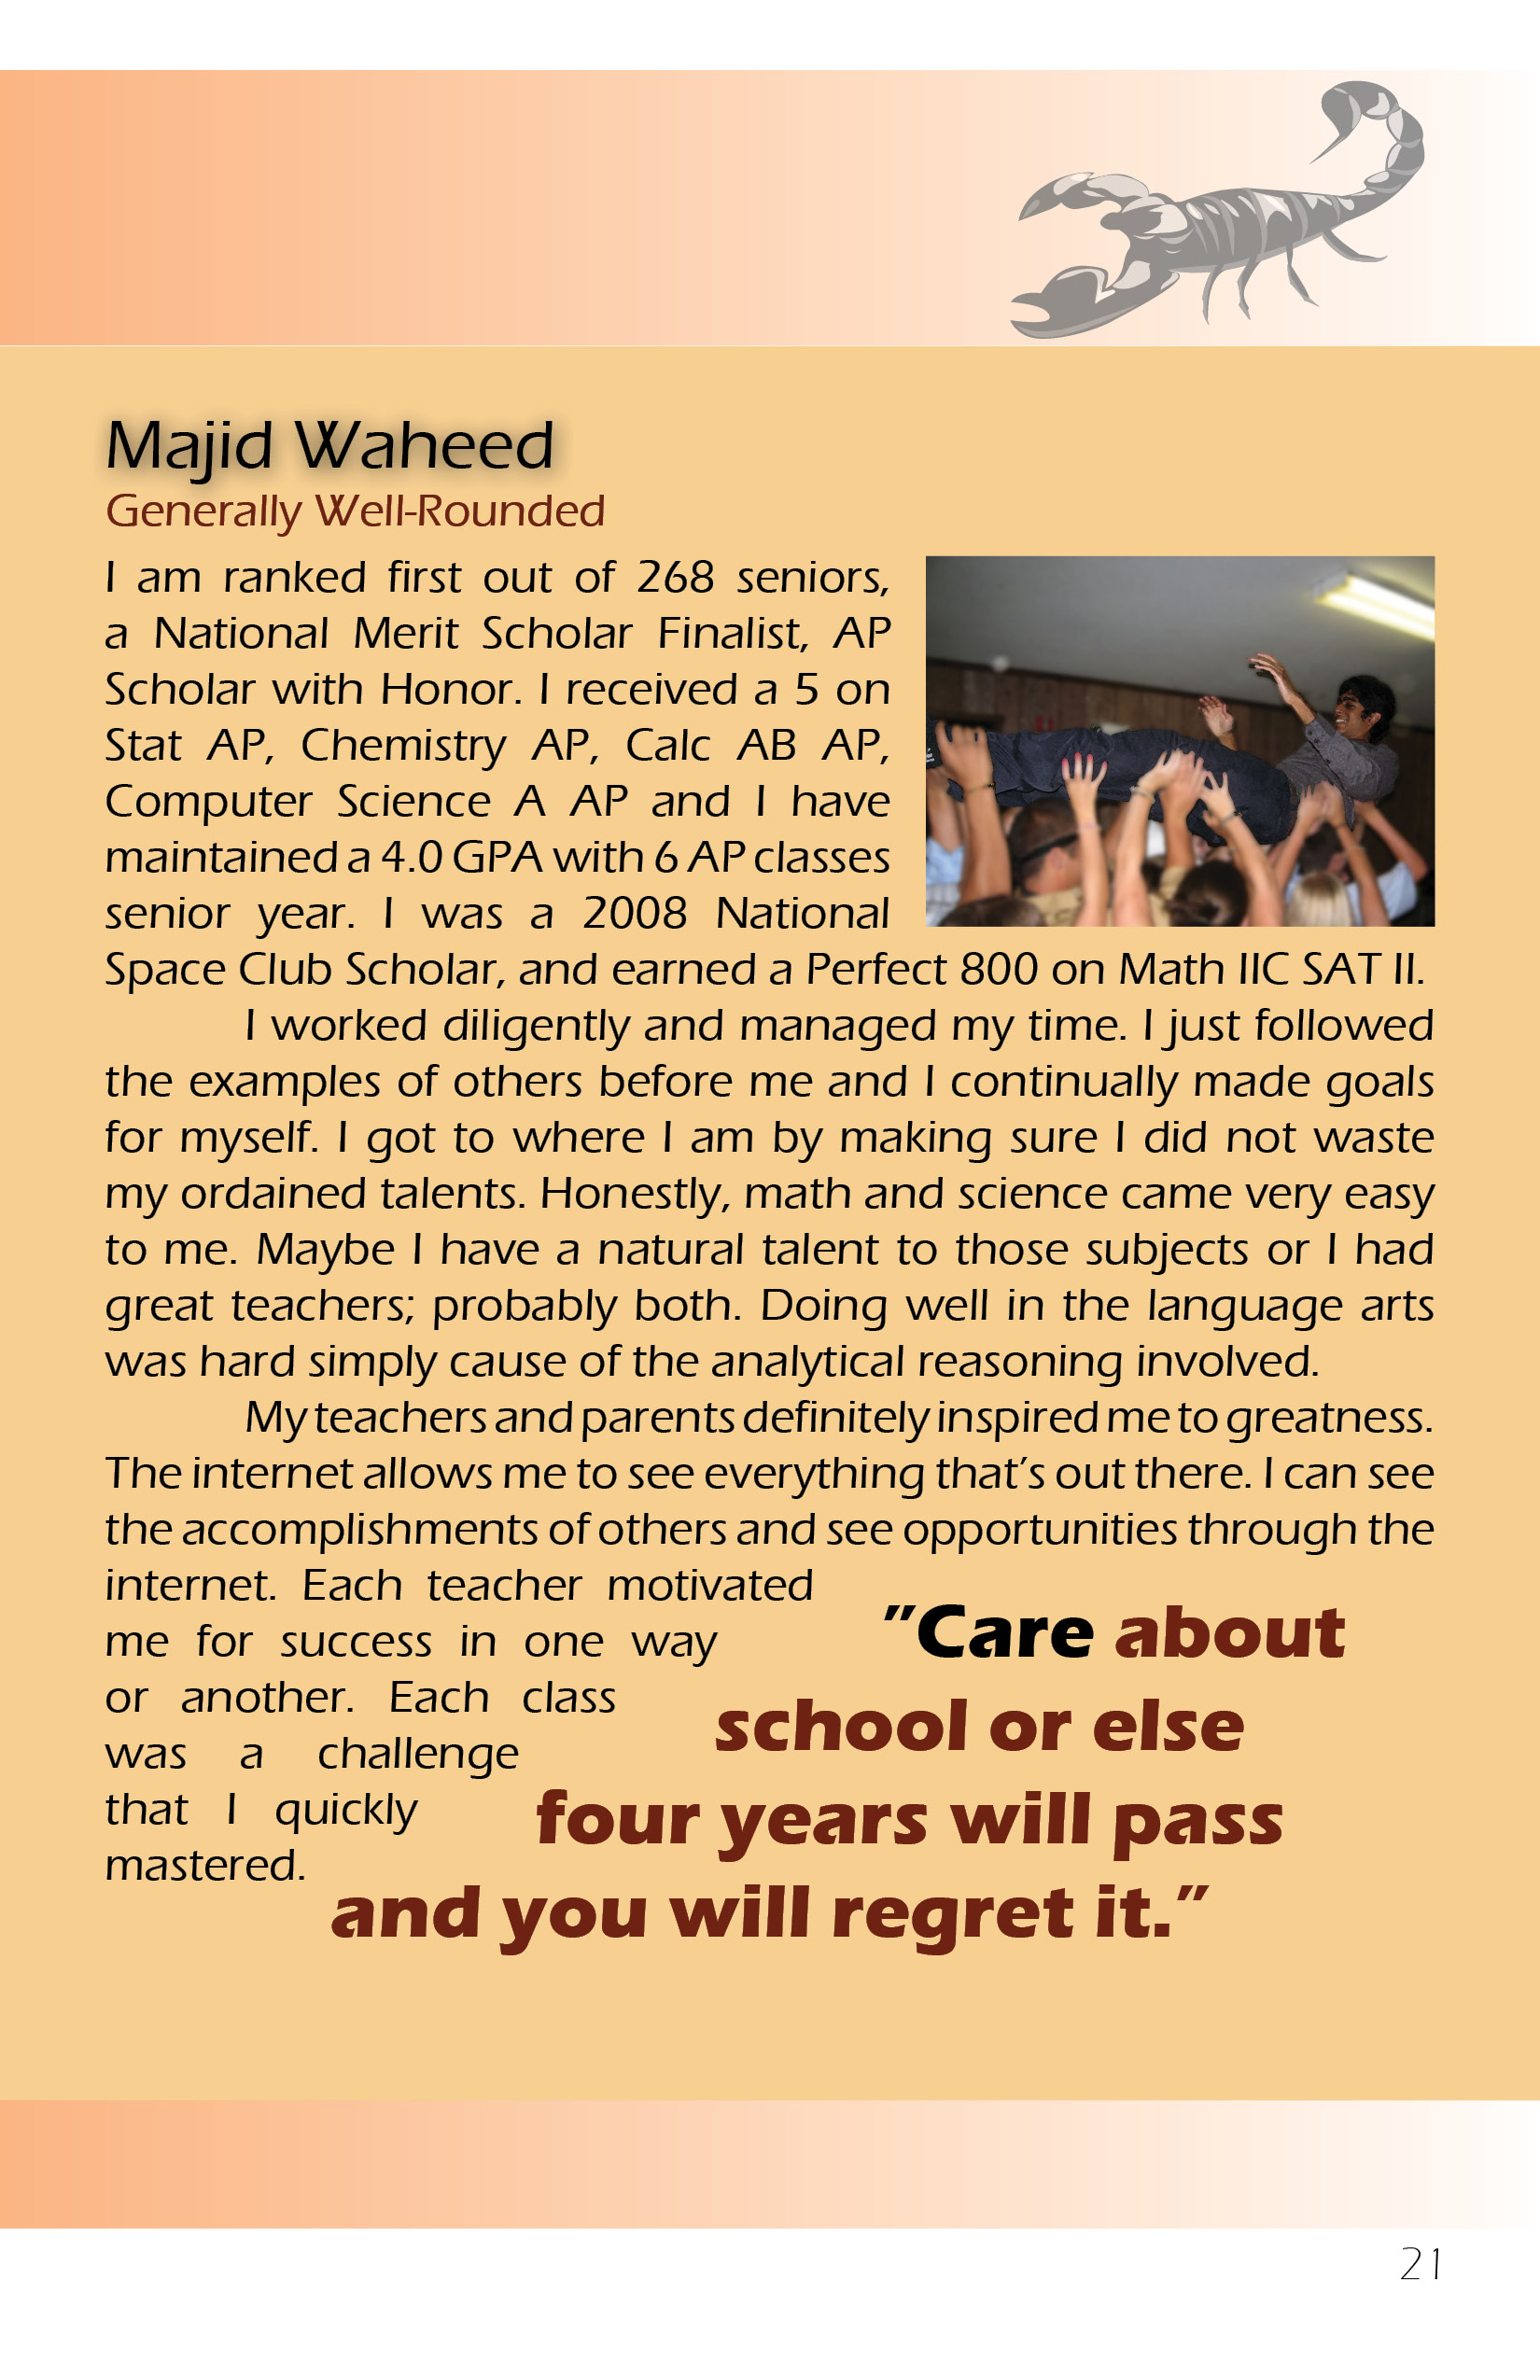 Majid Waheed
Generally Well-Rounded
I am ranked first out of 268 seniors,
a National Merit Scholar Finalist, AP
Scholar with Honor. I received a 5 on
Stat AP, Chemistry AP, Calc AB AP,
Computer Science A AP and I have
maintained a 4.0 GPA with 6 AP classes
senior year. I was a 2008 National
Space Club Scholar, and earned a Perfect 800 on Math IIC SAT II.
I worked diligently and managed my time. I just followed
the examples of others before me and I continually made goals
for myself. I got to where I am by making sure I did not waste
my ordained talents. Honestly, math and science came very easy
to me. Maybe I have a natural talent to those subjects or I had
great teachers; probably both. Doing well in the language arts
was hard simply cause of the analytical reasoning involved.
My teachers and parents definitely inspired me to greatness.
The internet allows me to see everything that's out there. I can see
the accomplishments of others and see opportunities through the
internet. Each teacher motivated
me for success in one way
or another. Each class
was a challenge
that I quickly
mastered.
"Care about
school or else
four years will pass
and you will regret it."
21